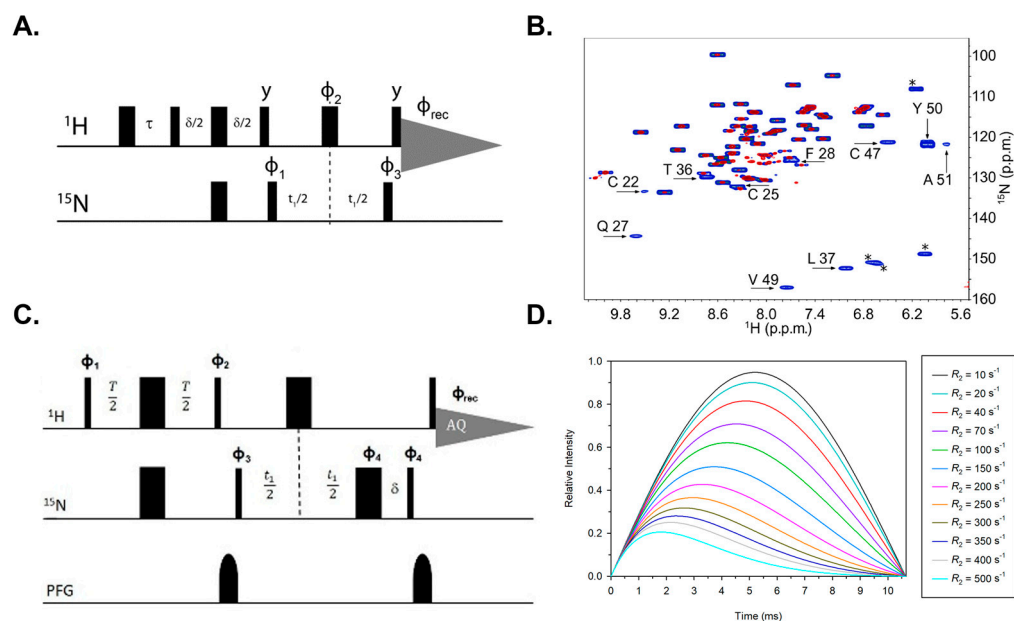 A.
¹H
τ
δ/2
δ/2
y
ϕ₂
y
ϕrec
¹⁵N
ϕ₁
t₁/2
t₁/2
ϕ₃
B.
100
110
120
130
140
150
160
¹⁵N (p.p.m.)
*
Y 50
C 47
A 51
F 28
T 36
C 25
C 22
Q 27
L 37
V 49
*
*
*
9.8 9.2 8.6 8.0 7.4 6.8 6.2 5.6
¹H (p.p.m.)
C.
Φ₁
T/2
T/2
Φ₂
Φrec
AQ
¹H
Φ₃
t₁/2
t₁/2
Φ₄
δ
Φ₄
¹⁵N
PFG
D.
1.0
0.8
0.6
0.4
0.2
0.0
Relative Intensity
0 1 2 3 4 5 6 7 8 9 10
Time (ms)
R₂ = 10 s⁻¹
R₂ = 20 s⁻¹
R₂ = 40 s⁻¹
R₂ = 70 s⁻¹
R₂ = 100 s⁻¹
R₂ = 150 s⁻¹
R₂ = 200 s⁻¹
R₂ = 250 s⁻¹
R₂ = 300 s⁻¹
R₂ = 350 s⁻¹
R₂ = 400 s⁻¹
R₂ = 500 s⁻¹